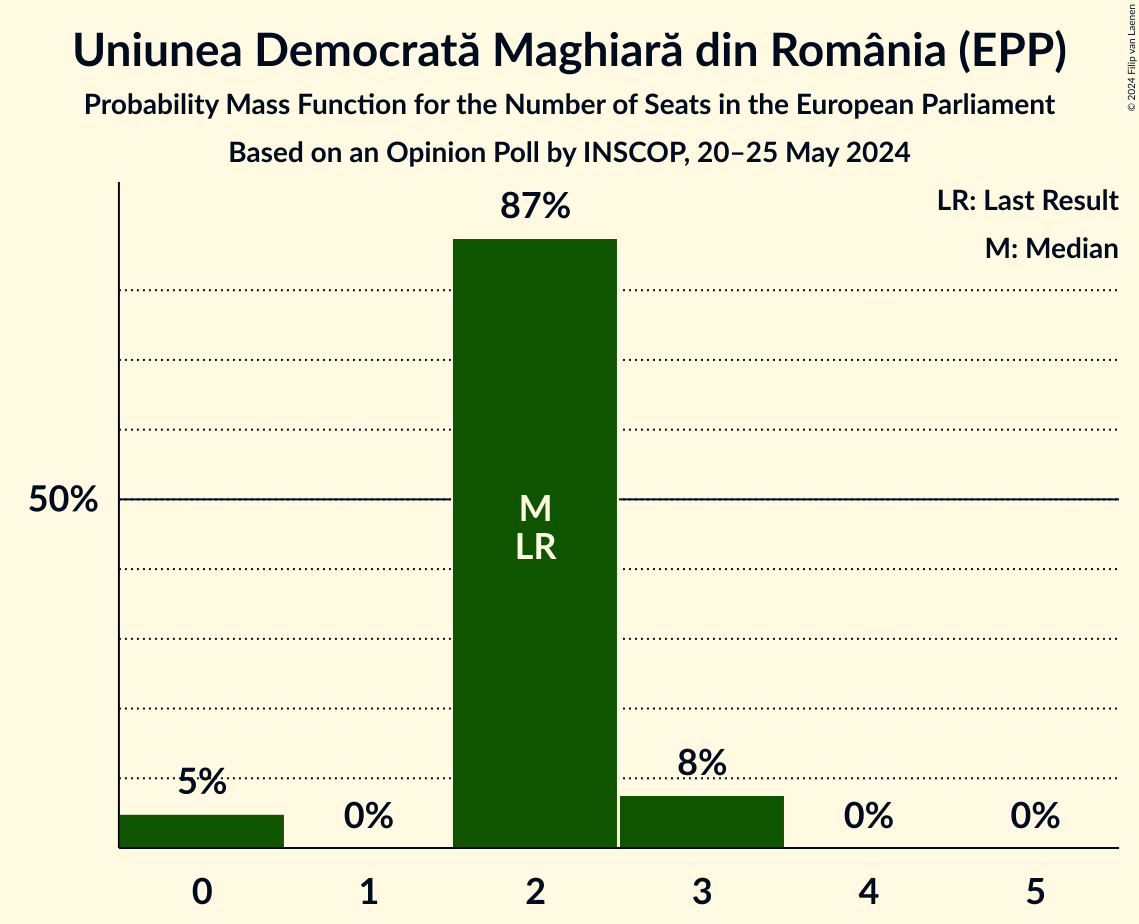 Uniunea Democrată Maghiară din România (EPP)
Probability Mass Function for the Number of Seats in the European Parliament
Based on an Opinion Poll by INSCOP, 20–25 May 2024
© 2024 Filip van Laenen
LR: Last Result
M: Median
87%
50%
M
LR
5%
0%
8%
0%
0%
0
1
2
3
4
5